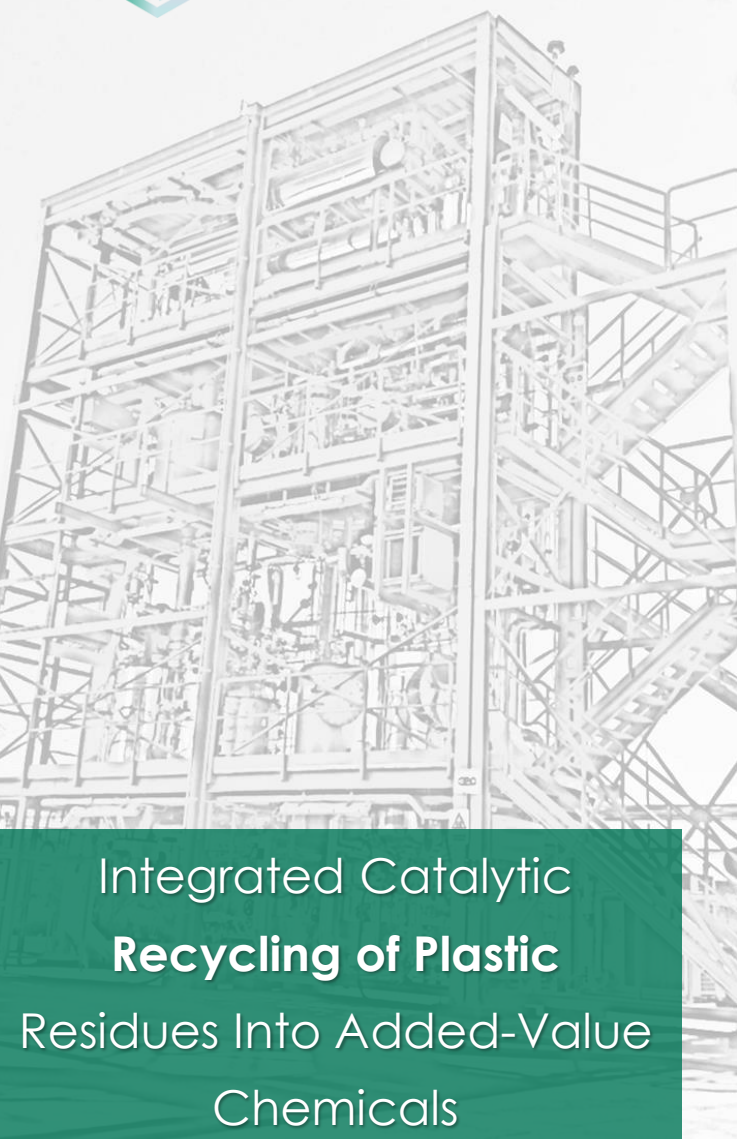 Integrated Catalytic
Recycling of Plastic
Residues Into Added-Value
Chemicals